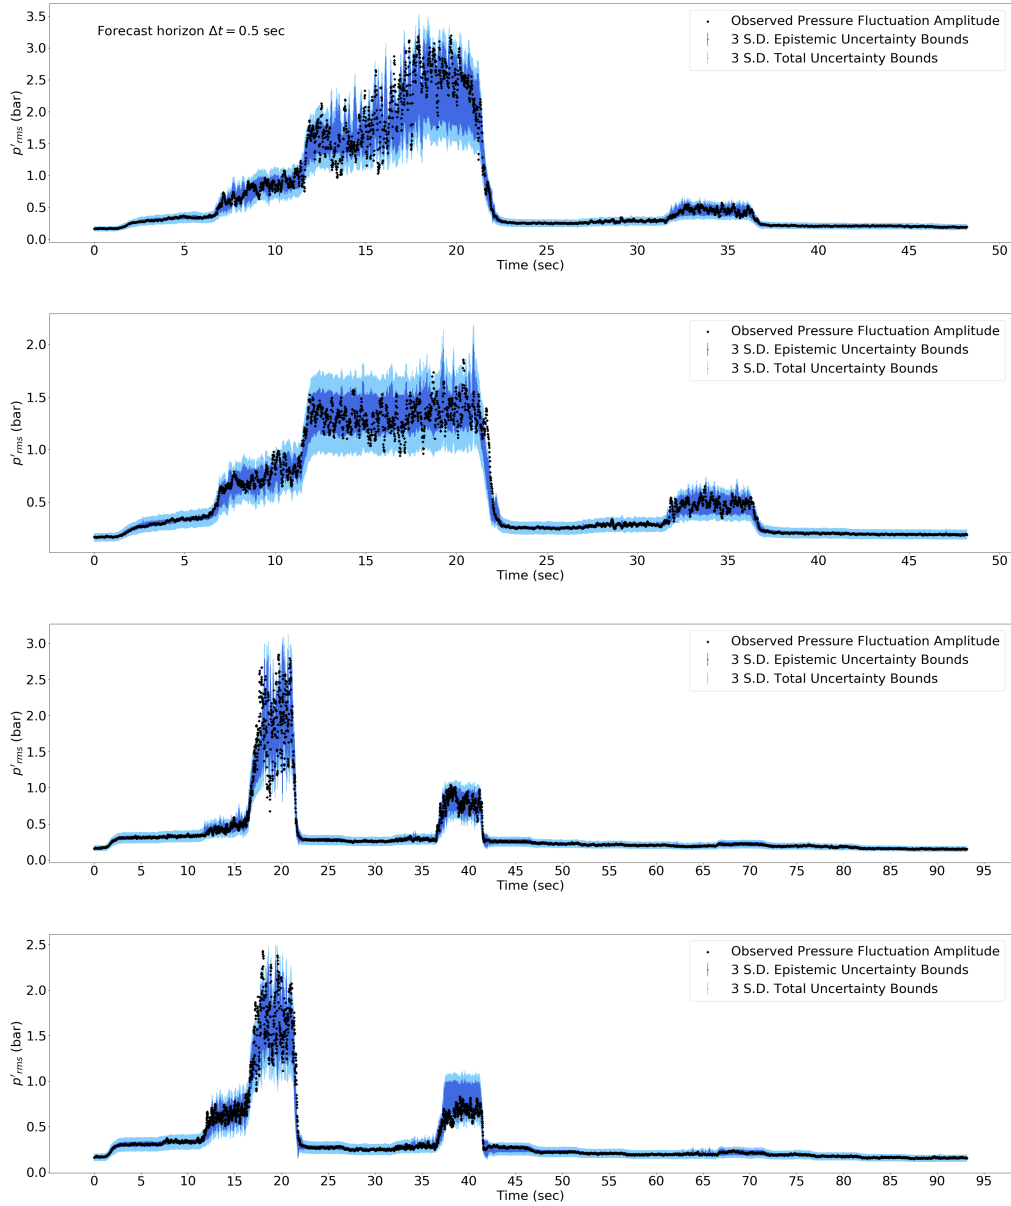 Forecast horizon Δt = 0.5 sec
Observed Pressure Fluctuation Amplitude
3 S.D. Epistemic Uncertainty Bounds
3 S.D. Total Uncertainty Bounds
p'rms (bar)
3.5
3.0
2.5
2.0
1.5
1.0
0.5
0.0
0 5 10 15 20 25 30 35 40 45 50
Time (sec)
Observed Pressure Fluctuation Amplitude
3 S.D. Epistemic Uncertainty Bounds
3 S.D. Total Uncertainty Bounds
p'rms (bar)
2.0
1.5
1.0
0.5
0 5 10 15 20 25 30 35 40 45 50
Time (sec)
Observed Pressure Fluctuation Amplitude
3 S.D. Epistemic Uncertainty Bounds
3 S.D. Total Uncertainty Bounds
p'rms (bar)
3.0
2.5
2.0
1.5
1.0
0.5
0.0
0 5 10 15 20 25 30 35 40 45 50 55 60 65 70 75 80 85 90 95
Time (sec)
Observed Pressure Fluctuation Amplitude
3 S.D. Epistemic Uncertainty Bounds
3 S.D. Total Uncertainty Bounds
p'rms (bar)
2.5
2.0
1.5
1.0
0.5
0.0
0 5 10 15 20 25 30 35 40 45 50 55 60 65 70 75 80 85 90 95
Time (sec)